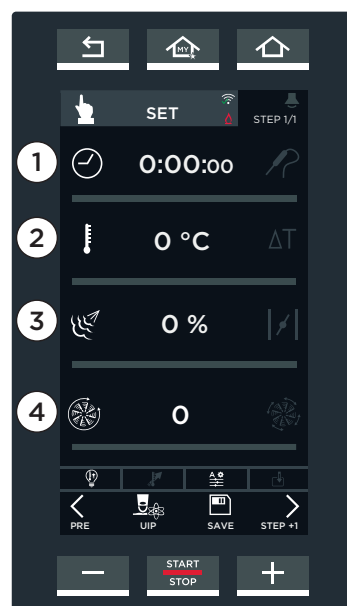 MY
SET
STEP 1/1
1
0:00:00
2
0 °C ΔT
3
0 %
4
0
A
PRE UIP SAVE STEP +1
START
STOP